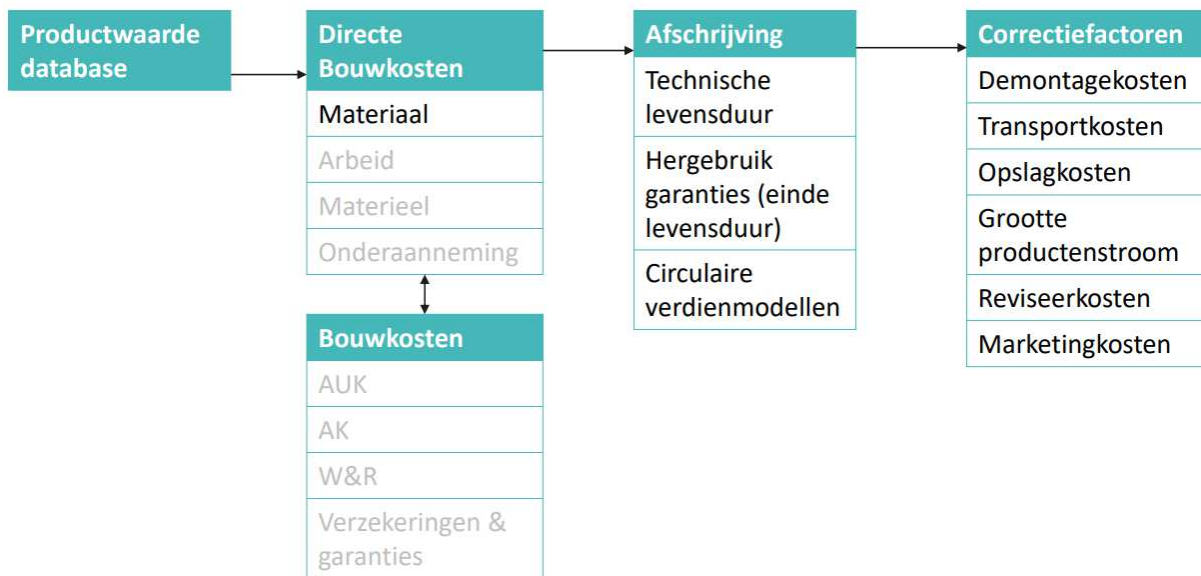 Productwaarde
database
Directe
Bouwkosten
Materiaal
Arbeid
Materieel
Onderaanneming
Bouwkosten
AUK
AK
W&R
Verzekeringen &
garanties
Afschrijving
Technische
levensduur
Hergebruik
garanties (einde
levensduur)
Circulaire
verdienmodellen
Correctiefactoren
Demontagekosten
Transportkosten
Opslagkosten
Grootte
productenstroom
Reviseerkosten
Marketingkosten